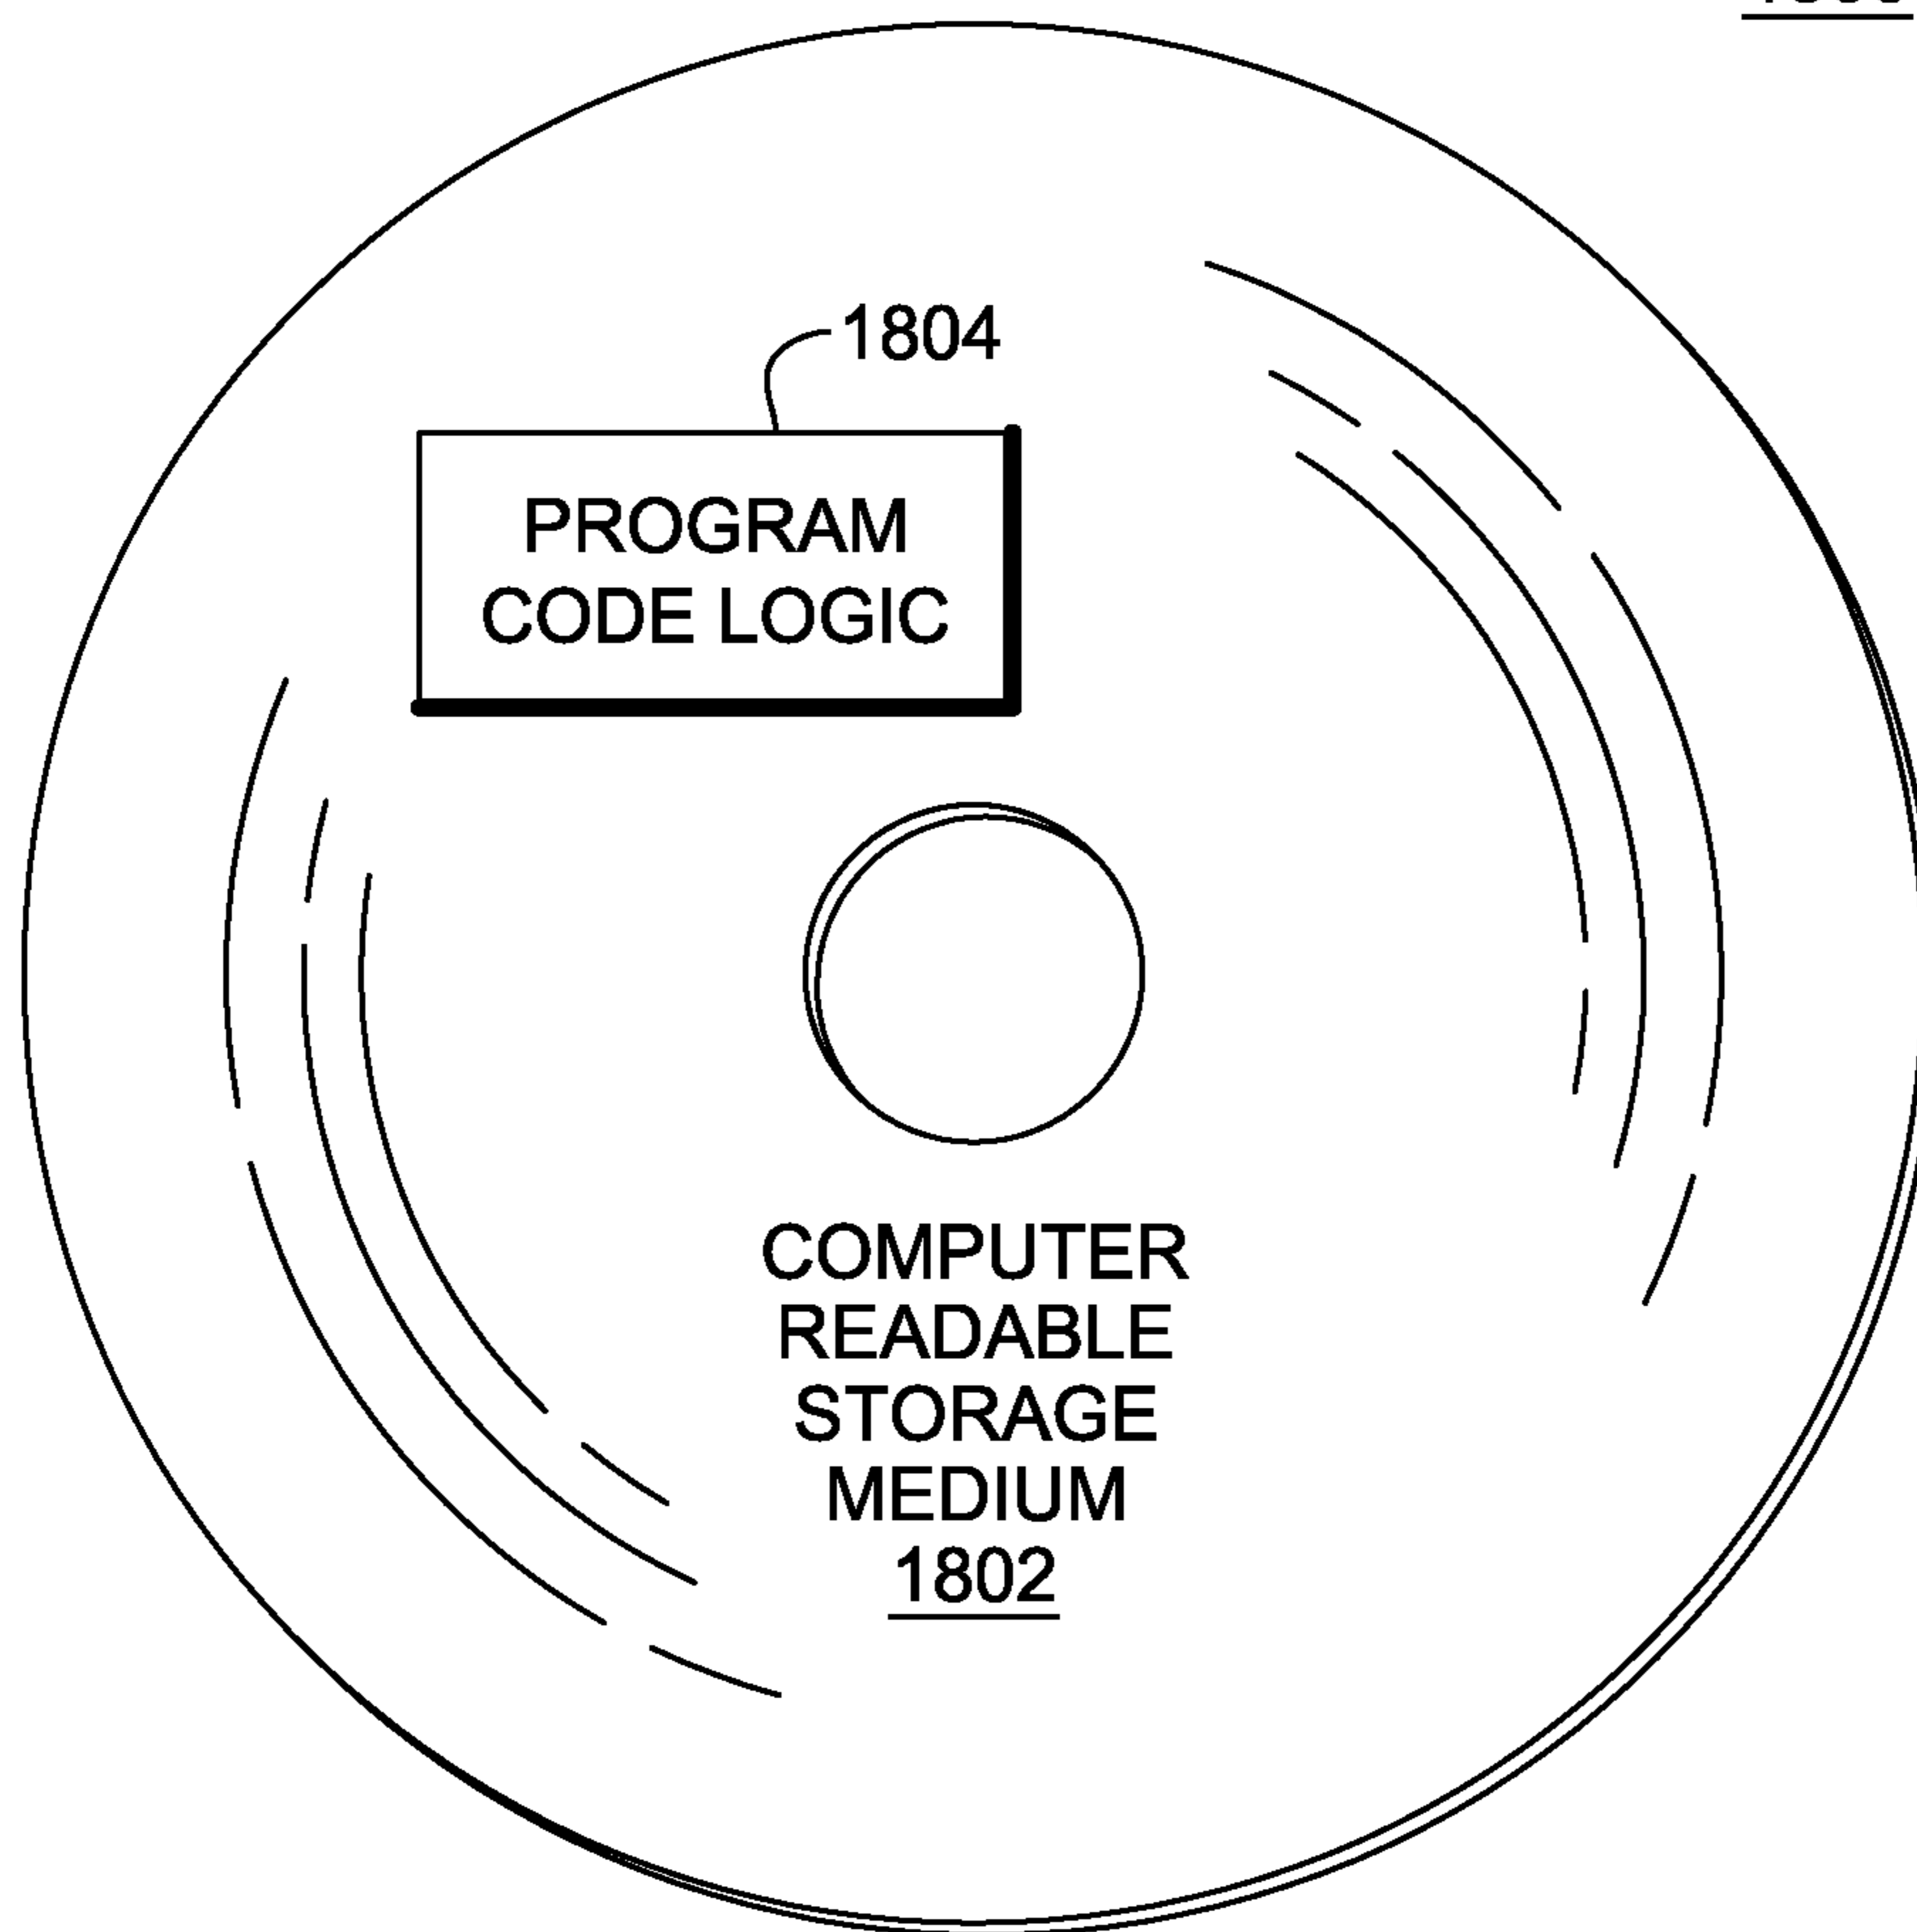 1804
PROGRAM
CODE LOGIC
COMPUTER
READABLE
STORAGE
MEDIUM
1802